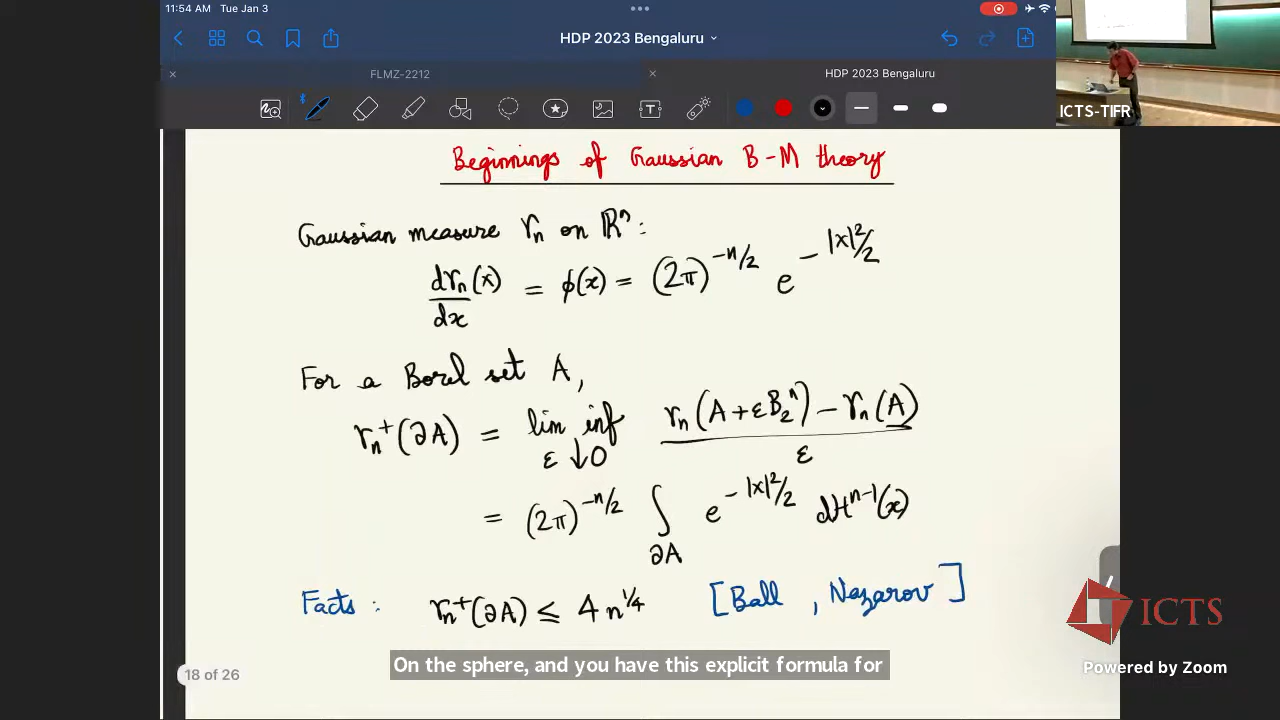 11:54 AM Tue Jan 3
HDP 2023 Bengaluru
FLMZ-2212
HDP 2023 Bengaluru
ICTS-TIFR
Beginnings of Gaussian B-M theory
Gaussian measure γₙ on ℝⁿ:
dγₙ(x)/dx = ϕ(x) = (2π)^{-n/2} e^{-|x|²/2}
For a Borel set A,
γₙ⁺(∂A) = lim inf_{ε↓0} (γₙ(A+εB₂ⁿ) − γₙ(A))/ε
= (2π)^{-n/2} ∫_{∂A} e^{-|x|²/2} dH^{n-1}(x)
Facts: γₙ⁺(∂A) ≤ 4 n^{1/4} [Ball, Nazarov]
ICTS
On the sphere, and you have this explicit formula for
18 of 26
Powered by Zoom